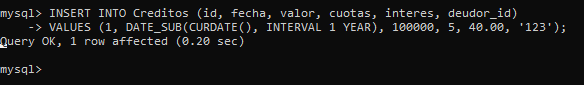 mysql> INSERT INTO Creditos (id, fecha, valor, cuotas, interes, deudor_id)
    -> VALUES (1, DATE_SUB(CURDATE(), INTERVAL 1 YEAR), 100000, 5, 40.00, '123');
Query OK, 1 row affected (0.20 sec)
mysql>